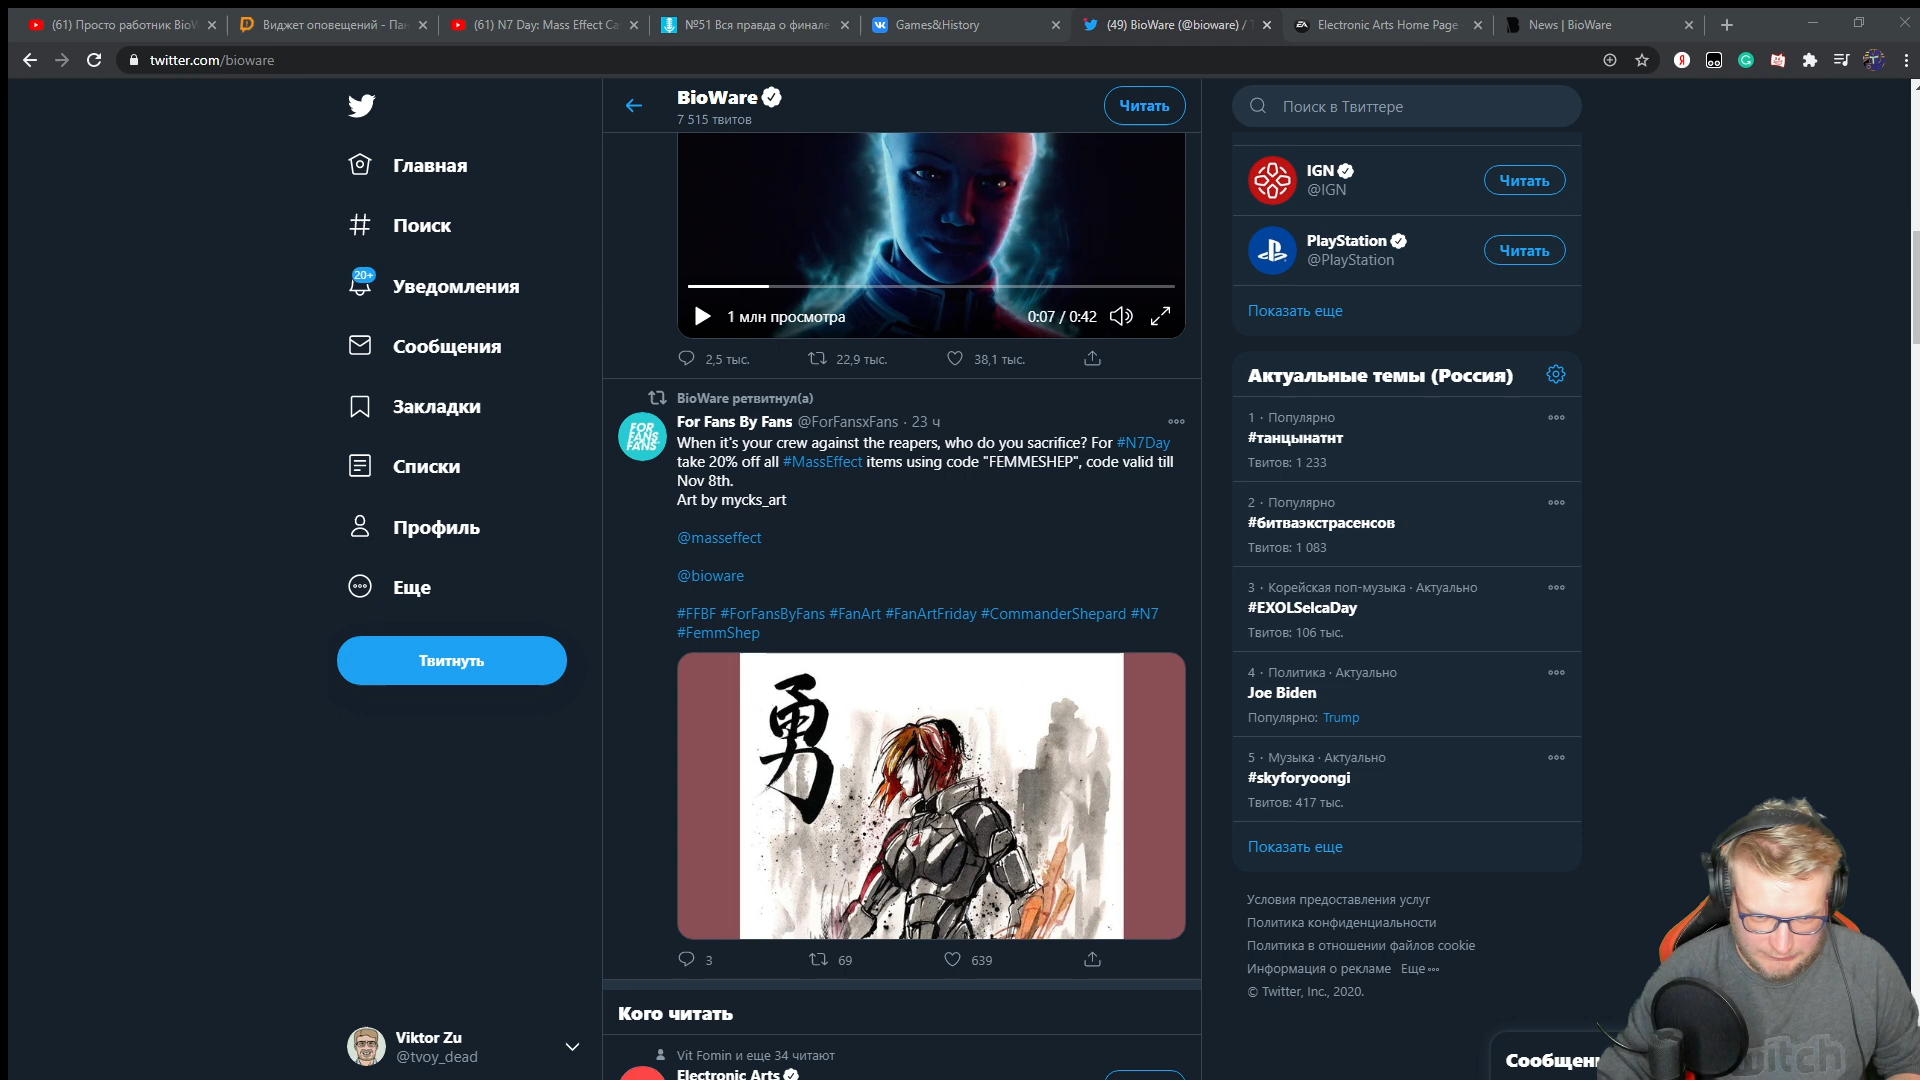 (61) Просто работник BioW
Виджет оповещений - Пан
(61) N7 Day: Mass Effect Ca
№51 Вся правда о финале
Games&History
(49) BioWare (@bioware) / T
Electronic Arts Home Page
News | BioWare
twitter.com/bioware
Главная
Поиск
20+
Уведомления
Сообщения
Закладки
Списки
Профиль
Еще
Твитнуть
Viktor Zu
@tvoy_dead
BioWare
7 515 твитов
Читать
1 млн просмотра
0:07 / 0:42
2,5 тыс.
22,9 тыс.
38,1 тыс.
BioWare ретвитнул(а)
FOR FANS BY FANS
For Fans By Fans @ForFansxFans · 23 ч
When it's your crew against the reapers, who do you sacrifice? For #N7Day
take 20% off all #MassEffect items using code "FEMMESHEP", code valid till
Nov 8th.
Art by mycks_art
@masseffect
@bioware
#FFBF #ForFansByFans #FanArt #FanArtFriday #CommanderShepard #N7
#FemmShep
勇
3
69
639
Кого читать
Vit Fomin и еще 34 читают
Electronic Arts
Поиск в Твиттере
IGN
@IGN
Читать
PlayStation
@PlayStation
Читать
Показать еще
Актуальные темы (Россия)
1 · Популярно
#танцынатнт
Твитов: 1 233
2 · Популярно
#битваэкстрасенсов
Твитов: 1 083
3 · Корейская поп-музыка · Актуально
#EXOLSelcaDay
Твитов: 106 тыс.
4 · Политика · Актуально
Joe Biden
Популярно: Trump
5 · Музыка · Актуально
#skyforyoongi
Твитов: 417 тыс.
Показать еще
Условия предоставления услуг
Политика конфиденциальности
Политика в отношении файлов cookie
Информация о рекламе Еще
© Twitter, Inc., 2020.
Сообщен